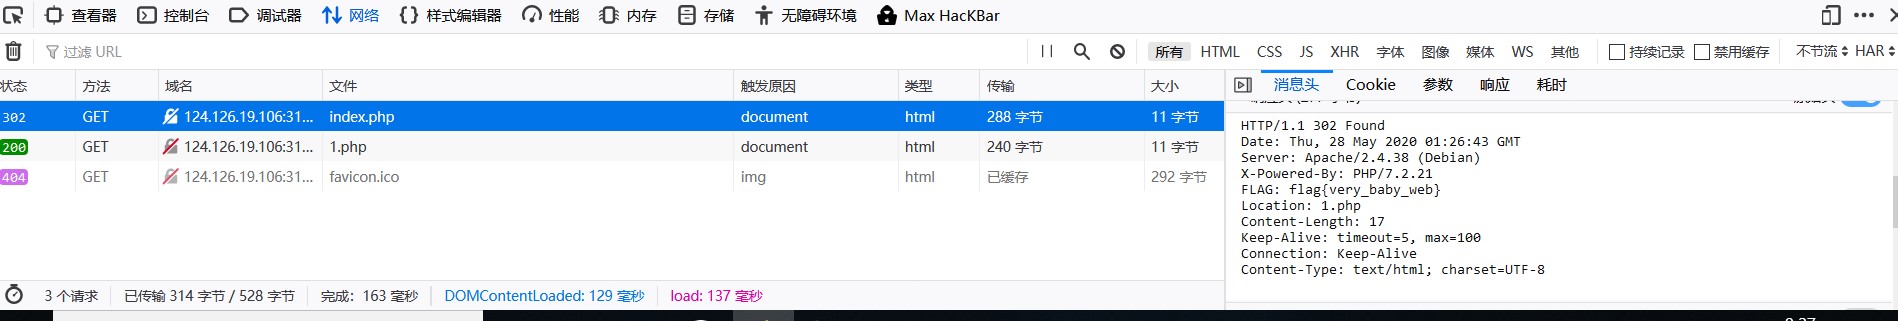 查看器 控制台 调试器 网络 样式编辑器 性能 内存 存储 无障碍环境 Max HacKBar
过滤 URL 所有 HTML CSS JS XHR 字体 图像 媒体 WS 其他 持续记录 禁用缓存 不节流 HAR
状态 方法 域名 文件 触发原因 类型 传输 大小
302 GET 124.126.19.106:31... index.php document html 288 字节 11 字节
200 GET 124.126.19.106:31... 1.php document html 240 字节 11 字节
404 GET 124.126.19.106:31... favicon.ico img html 已缓存 292 字节
3 个请求 已传输 314 字节 / 528 字节 完成: 163 毫秒 DOMContentLoaded: 129 毫秒 load: 137 毫秒
消息头 Cookie 参数 响应 耗时
HTTP/1.1 302 Found
Date: Thu, 28 May 2020 01:26:43 GMT
Server: Apache/2.4.38 (Debian)
X-Powered-By: PHP/7.2.21
FLAG: flag{very_baby_web}
Location: 1.php
Content-Length: 17
Keep-Alive: timeout=5, max=100
Connection: Keep-Alive
Content-Type: text/html; charset=UTF-8